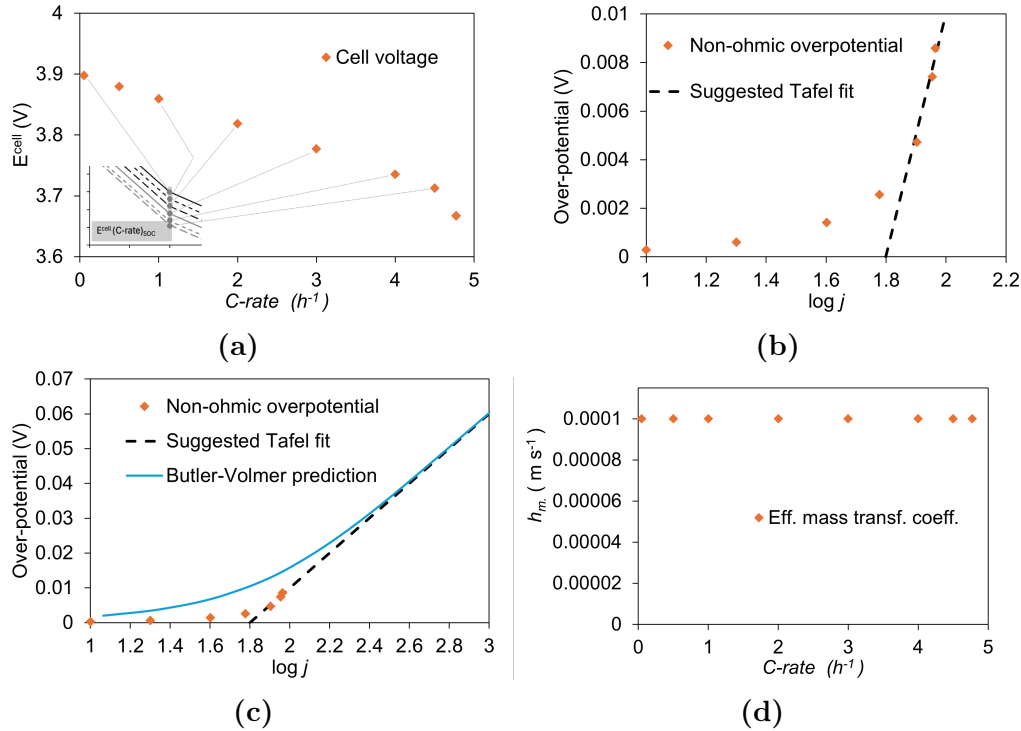 4
3.9
3.8
3.7
3.6
E^cell (V)
Cell voltage
E^cell (C-rate)_SOC
0 1 2 3 4 5
C-rate (h⁻¹)
(a)
0.01
0.008
0.006
0.004
0.002
0
Over-potential (V)
Non-ohmic overpotential
Suggested Tafel fit
1 1.2 1.4 1.6 1.8 2 2.2
log j
(b)
0.07
0.06
0.05
0.04
0.03
0.02
0.01
0
Over-potential (V)
Non-ohmic overpotential
Suggested Tafel fit
Butler-Volmer prediction
1 1.2 1.4 1.6 1.8 2 2.2 2.4 2.6 2.8 3
log j
(c)
0.0001
0.00008
0.00006
0.00004
0.00002
0
h_m. ( m s⁻¹)
Eff. mass transf. coeff.
0 1 2 3 4 5
C-rate (h⁻¹)
(d)